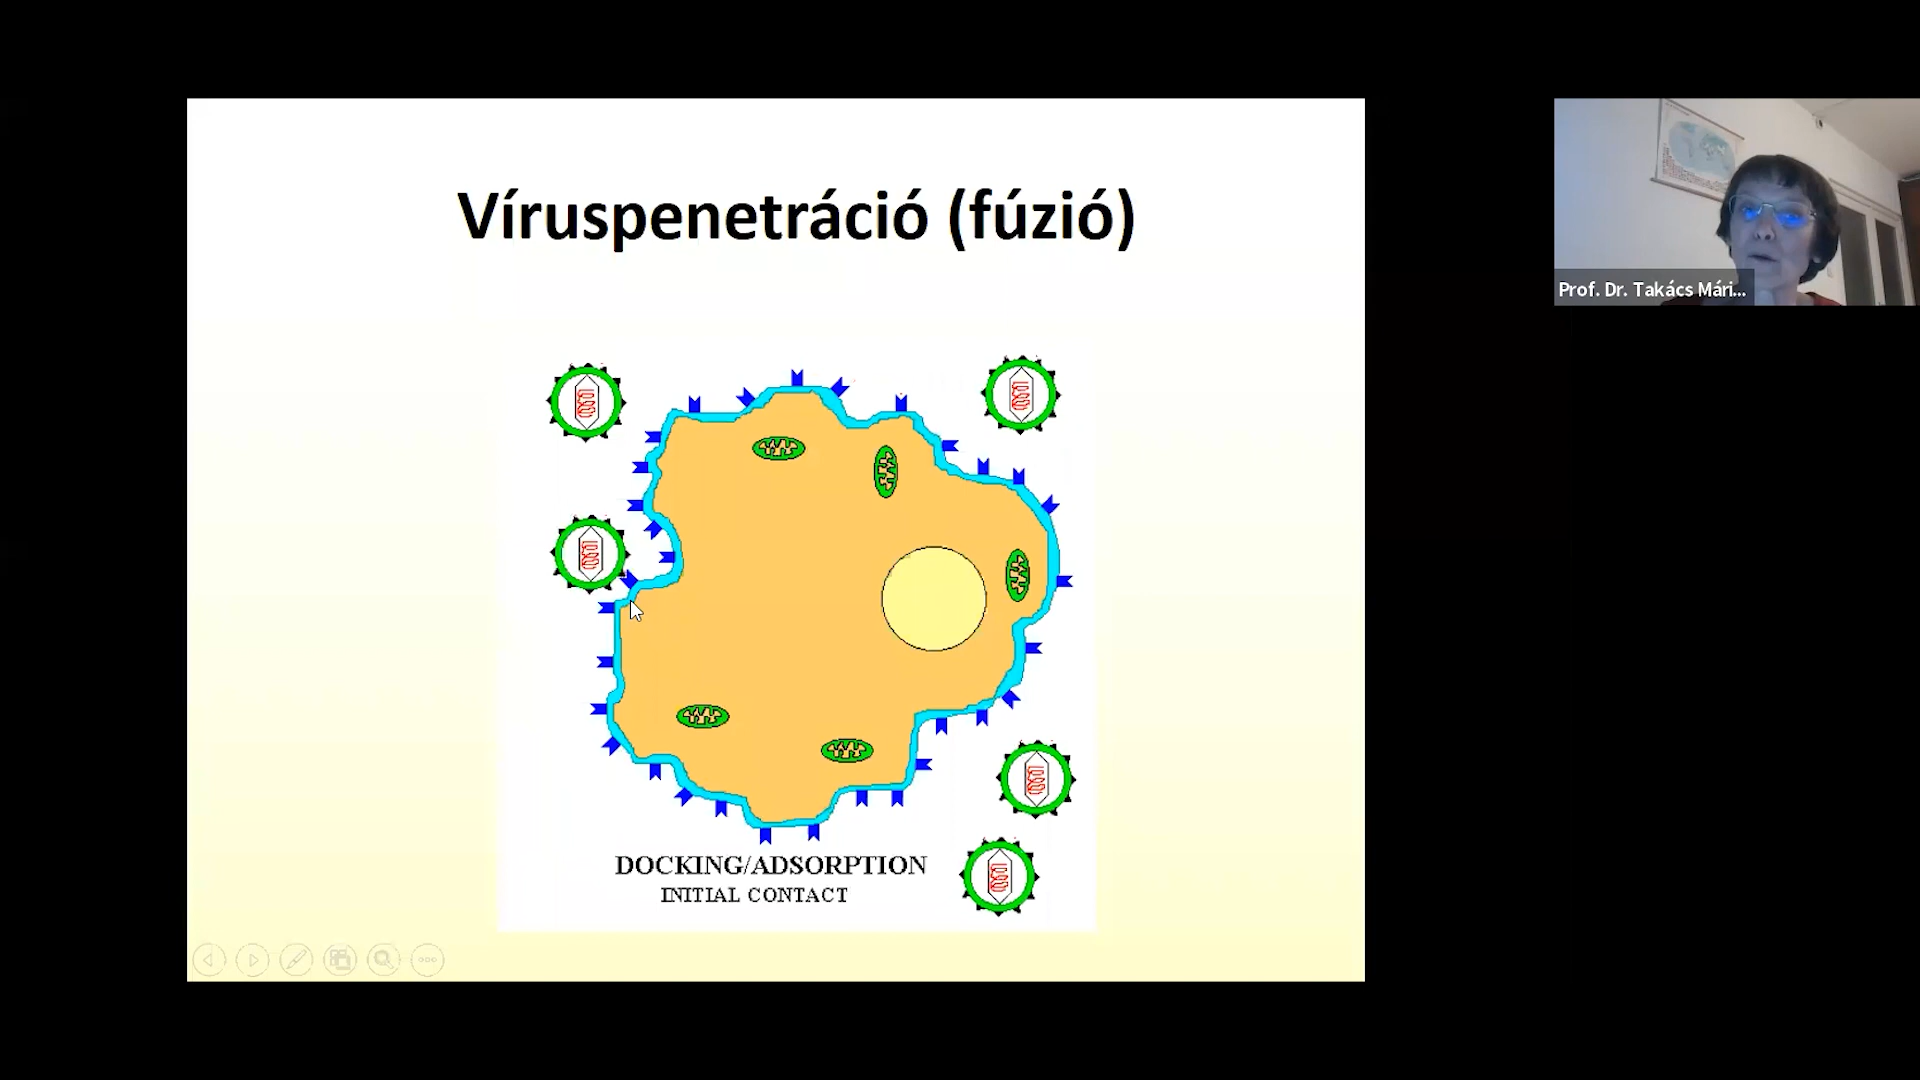 Víruspenetráció (fúzió)
Prof. Dr. Takács Mári...
DOCKING/ADSORPTION
INITIAL CONTACT